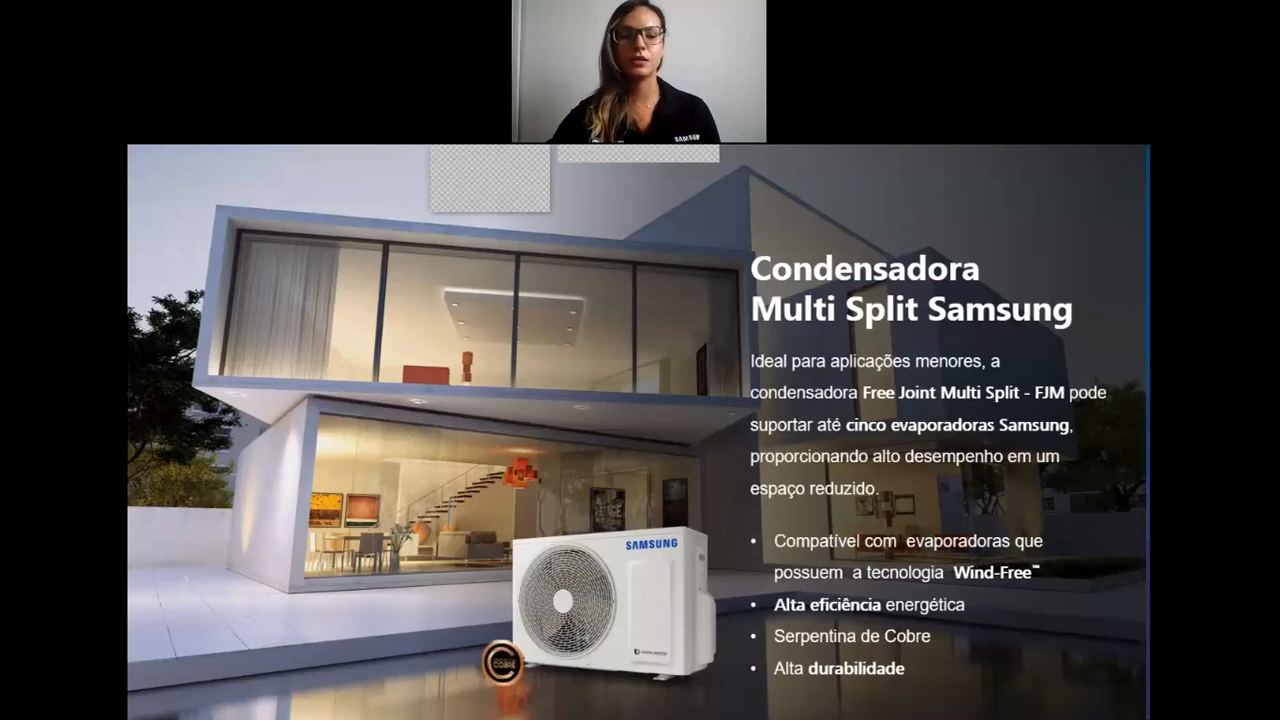 SAMSUNG
Condensadora
Multi Split Samsung
Ideal para aplicações menores, a
condensadora Free Joint Multi Split - FJM pode
suportar até cinco evaporadoras Samsung,
proporcionando alto desempenho em um
espaço reduzido.
• Compatível com evaporadoras que
possuem a tecnologia Wind-Free™
• Alta eficiência energética
• Serpentina de Cobre
• Alta durabilidade
SAMSUNG
COBRE